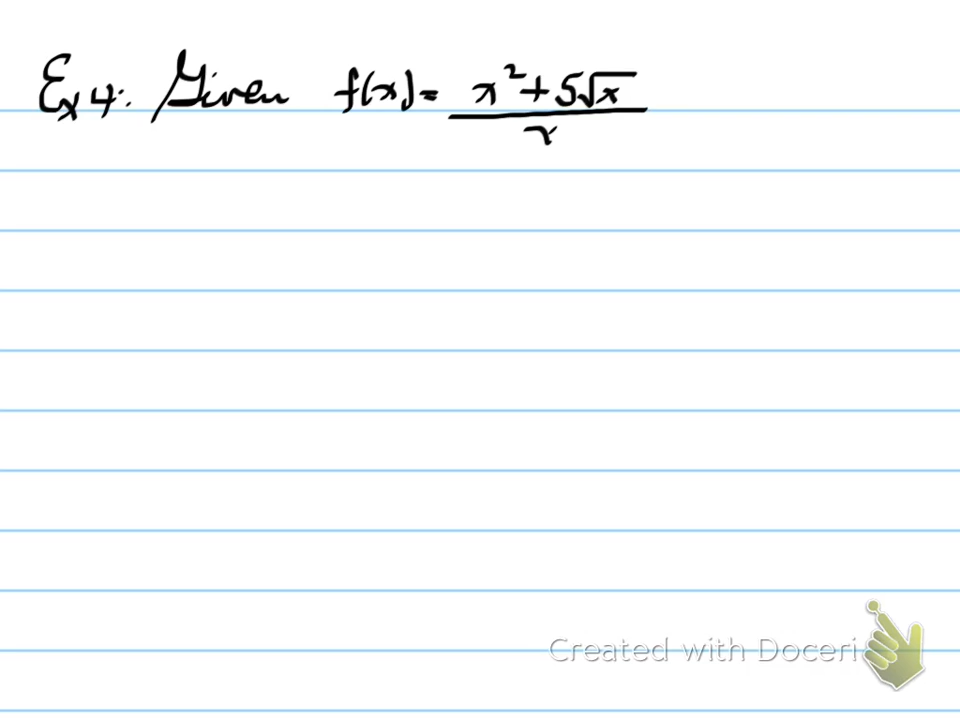 Ex 4: Given f(x) = x² + 5√x / x
Created with Doceri